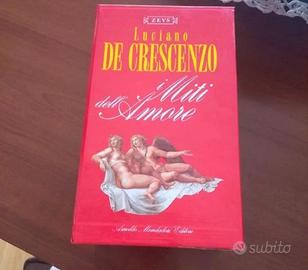 ZEUS
Luciano
DE CRESCENZO
i Miti
dell'Amore
Arnoldo Mondadori Editore
subito